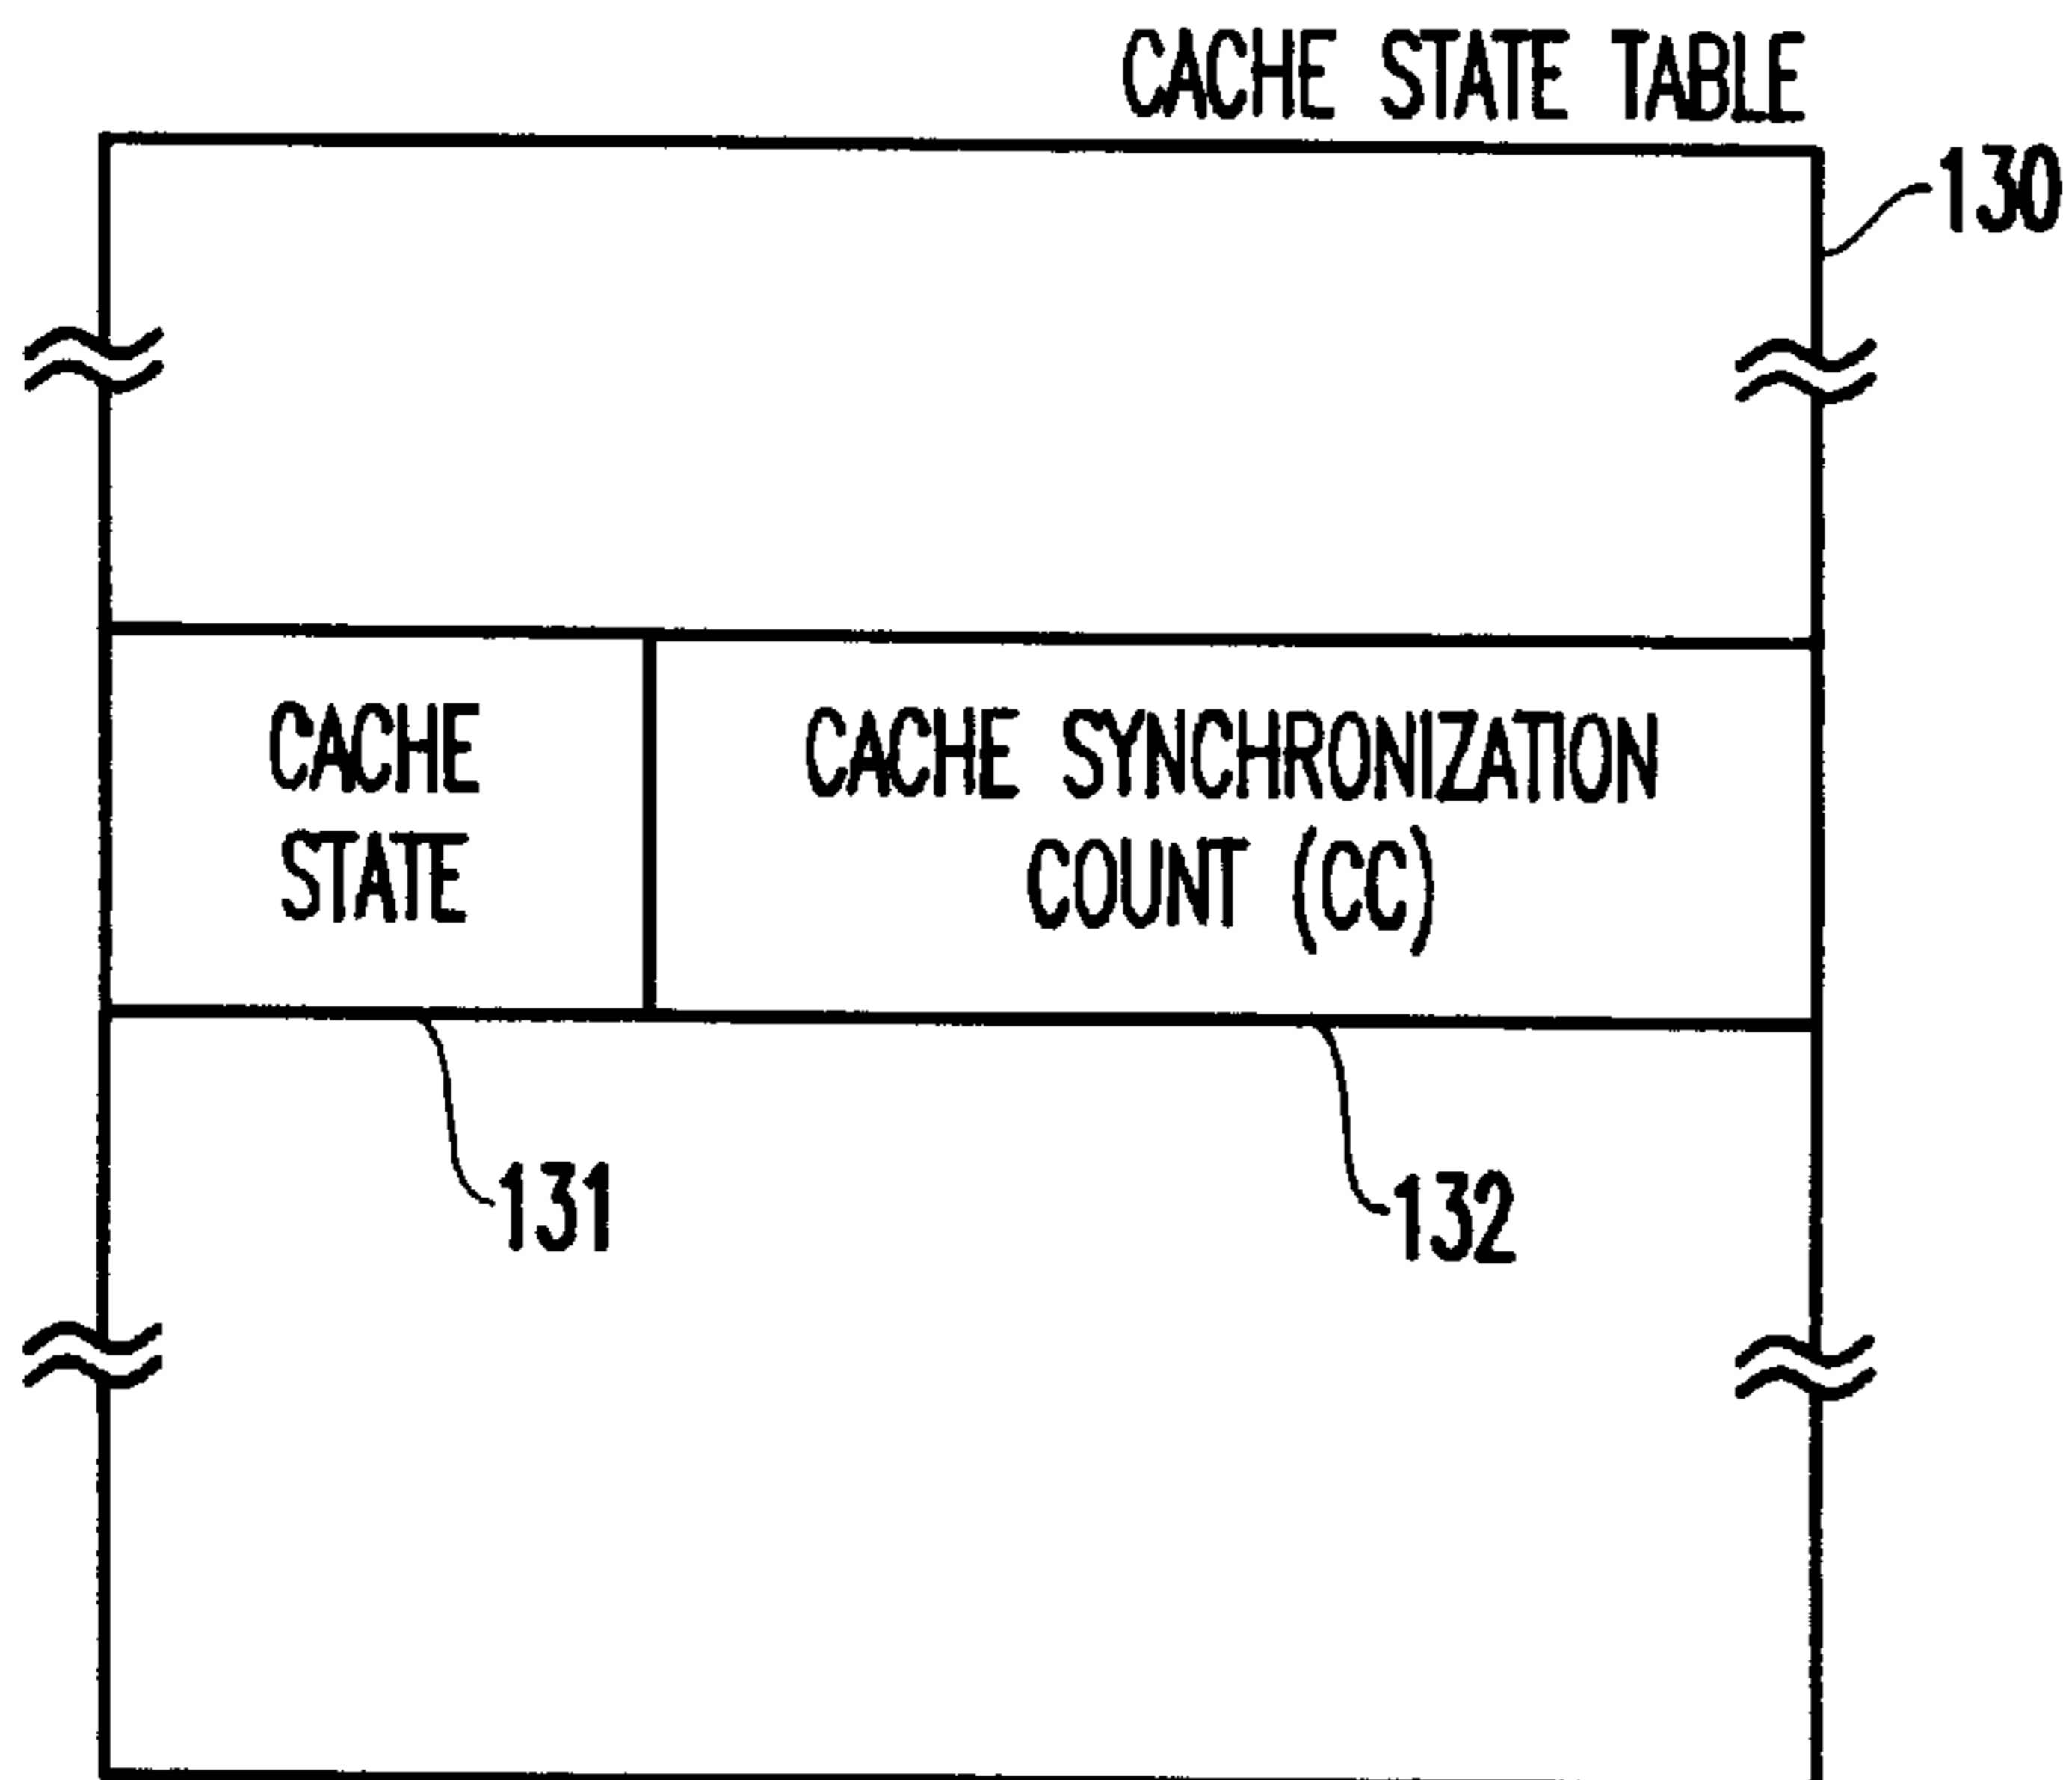 CACHE STATE TABLE
130
CACHE
STATE
CACHE SYNCHRONIZATION
COUNT (CC)
131
132